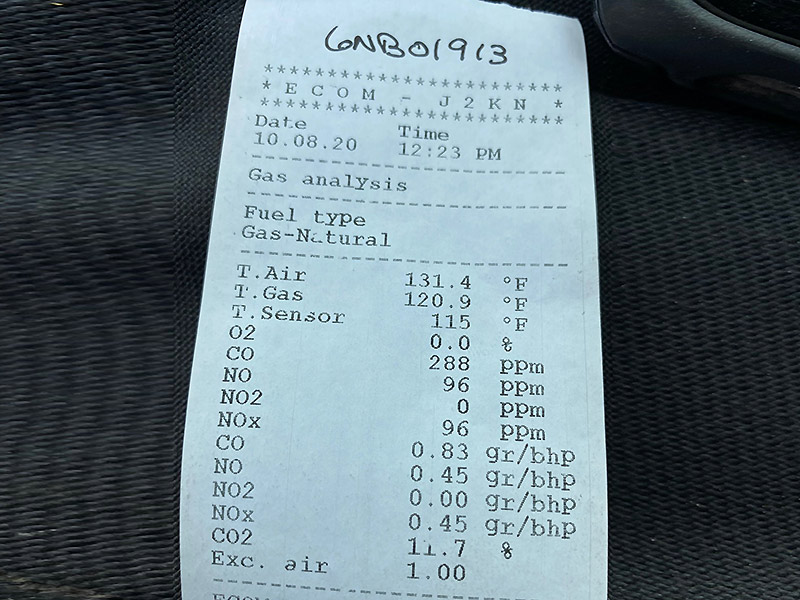 6NB01913
************************
* E C O M - J 2 K N *
************************
Date Time
10.08.20 12:23 PM
Gas analysis
Fuel type
Gas-Natural
T.Air 131.4 °F
T.Gas 120.9 °F
T.Sensor 115 °F
O2 0.0 %
CO 288 ppm
NO 96 ppm
NO2 0 ppm
NOx 96 ppm
CO 0.83 gr/bhp
NO 0.45 gr/bhp
NO2 0.00 gr/bhp
NOx 0.45 gr/bhp
CO2 11.7 %
Exc. air 1.00